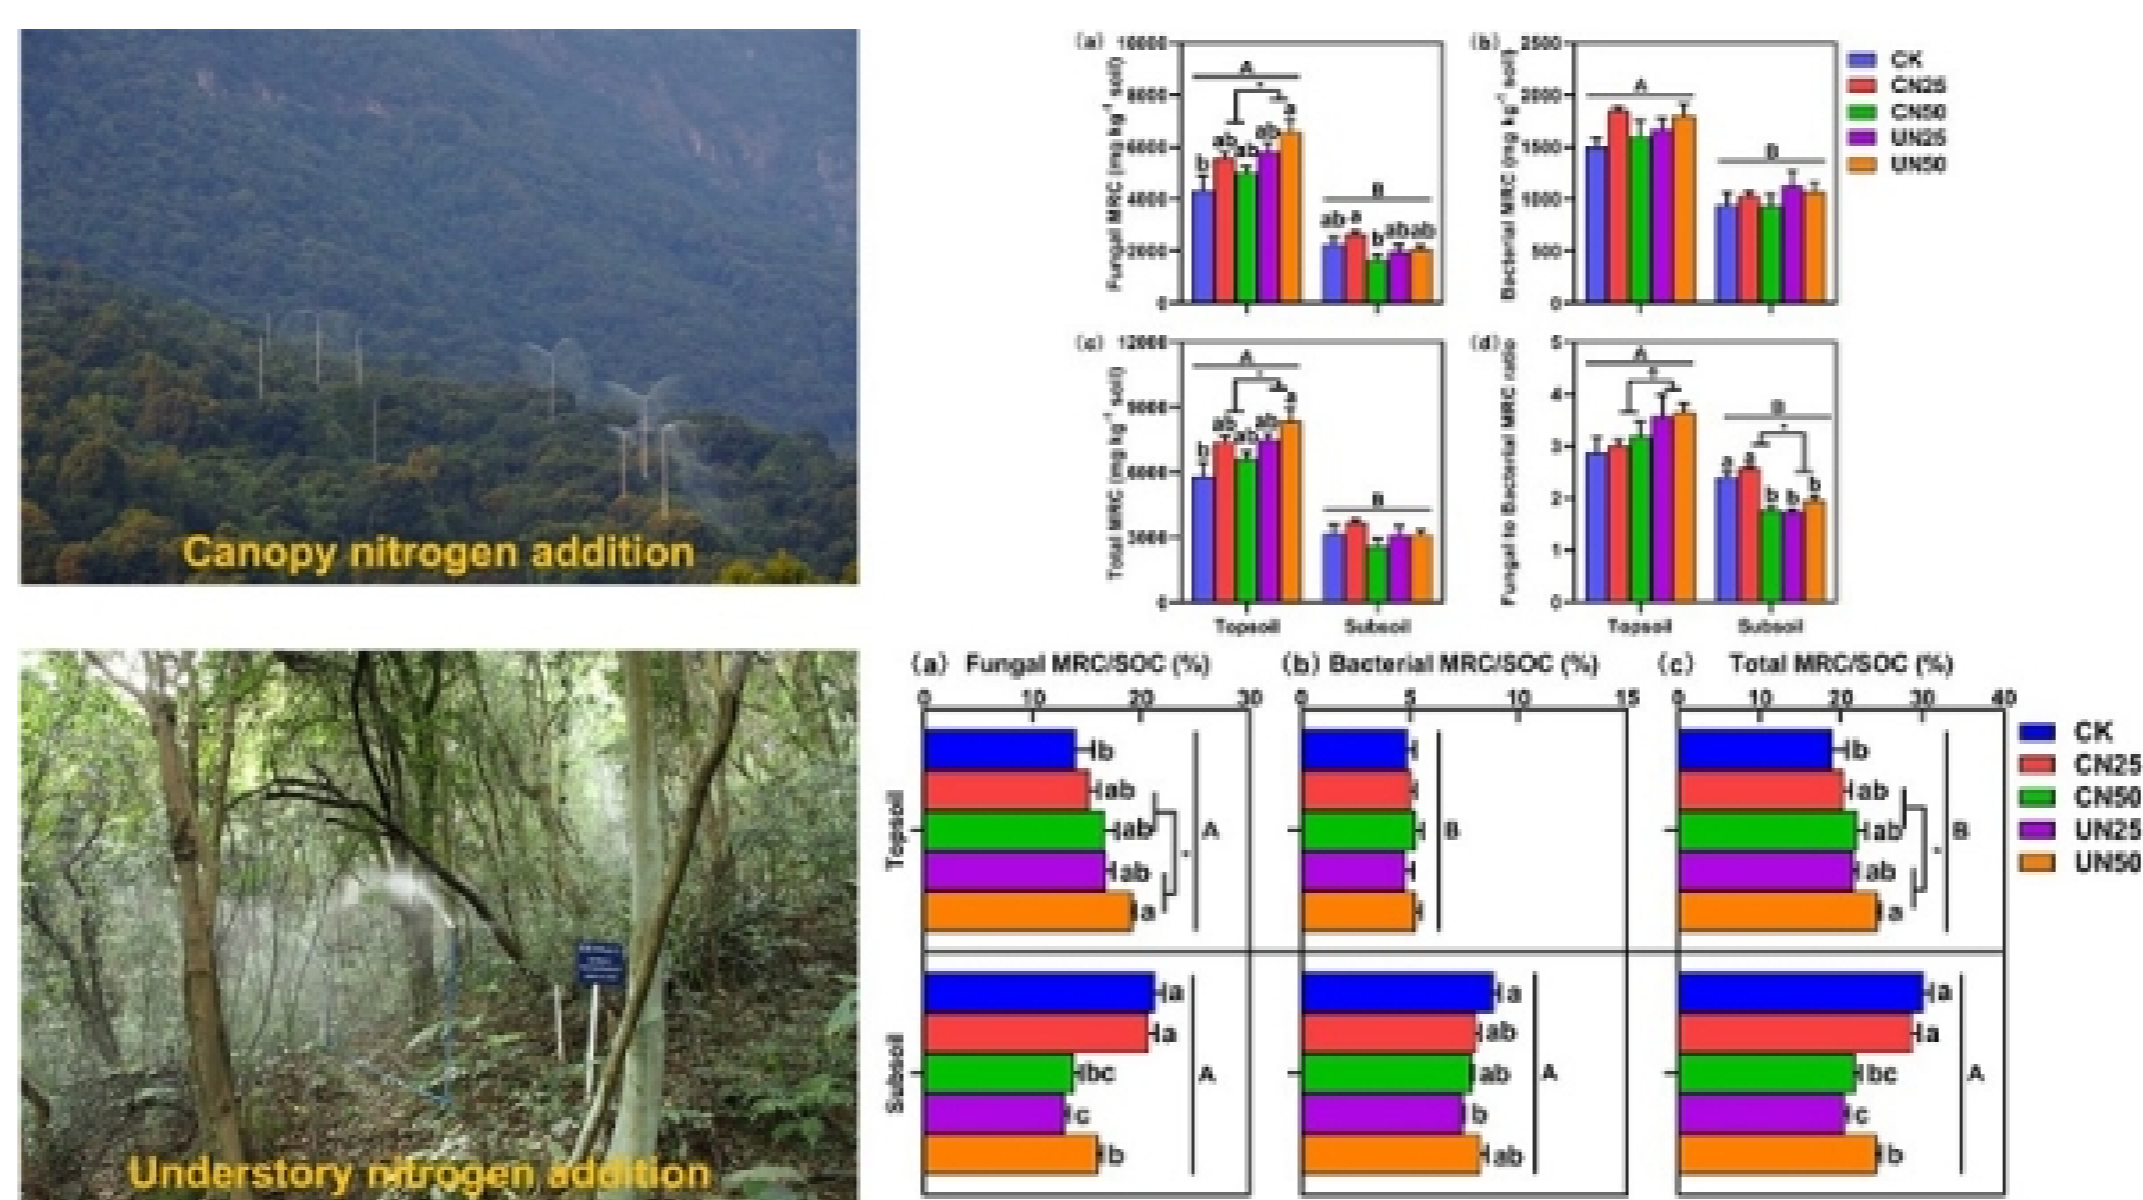 Canopy nitrogen addition
Understory nitrogen addition
(a)
Fungal MRC (mg kg⁻¹ soil)
10000
8000
6000
4000
2000
0
A
*
b
ab
ab
ab
a
B
ab
a
b
ab
ab
(b)
Bacterial MRC (mg kg⁻¹ soil)
2500
2000
1500
1000
500
0
A
B
CK
CN25
CN50
UN25
UN50
(c)
Total MRC (mg kg⁻¹ soil)
12000
9000
6000
3000
0
A
b
ab
ab
ab
a
B
Topsoil
Subsoil
(d)
Fungal to Bacterial MRC ratio
5
4
3
2
1
0
A
*
B
*
a
a
b
b
b
Topsoil
Subsoil
(a) Fungal MRC/SOC (%)
0 10 20 30
Topsoil
b
ab
ab
ab
a
*
A
Subsoil
a
a
bc
c
b
A
(b) Bacterial MRC/SOC (%)
0 5 10 15
B
a
ab
ab
b
ab
A
(c) Total MRC/SOC (%)
0 10 20 30 40
b
ab
ab
ab
a
*
B
a
a
bc
c
b
A
CK
CN25
CN50
UN25
UN50